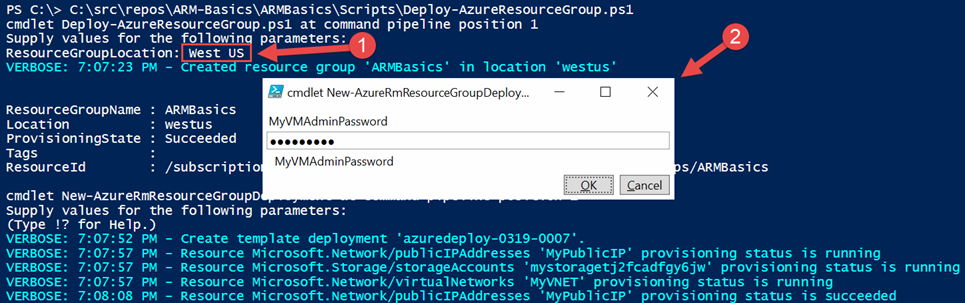 PS C:\> C:\src\repos\ARM-Basics\ARMBasics\Scripts\Deploy-AzureResourceGroup.ps1
cmdlet Deploy-AzureResourceGroup.ps1 at command pipeline position 1
Supply values for the following parameters:
ResourceGroupLocation: West US
1
2
VERBOSE: 7:07:23 PM - Created resource group 'ARMBasics' in location 'westus'
ResourceGroupName : ARMBasics
Location : westus
ProvisioningState : Succeeded
Tags :
ResourceId : /subscription ps/ARMBasics
cmdlet New-AzureRmResourceGroupDeploy...
MyVMAdminPassword
●●●●●●●●●
MyVMAdminPassword
OK Cancel
cmdlet New-AzureRmResourceGroupDeployment
Supply values for the following parameters:
(Type !? for Help.)
VERBOSE: 7:07:52 PM - Create template deployment 'azuredeploy-0319-0007'.
VERBOSE: 7:07:57 PM - Resource Microsoft.Network/publicIPAddresses 'MyPublicIP' provisioning status is running
VERBOSE: 7:07:57 PM - Resource Microsoft.Storage/storageAccounts 'mystoragetj2fcadfgy6jw' provisioning status is running
VERBOSE: 7:07:57 PM - Resource Microsoft.Network/virtualNetworks 'MyVNET' provisioning status is running
VERBOSE: 7:08:08 PM - Resource Microsoft.Network/publicIPAddresses 'MyPublicIP' provisioning status is succeeded